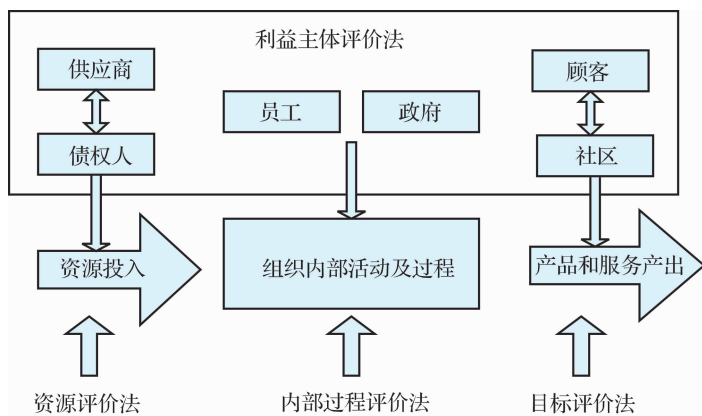 利益主体评价法
供应商
顾客
员工
政府
债权人
社区
资源投入
组织内部活动及过程
产品和服务产出
资源评价法
内部过程评价法
目标评价法